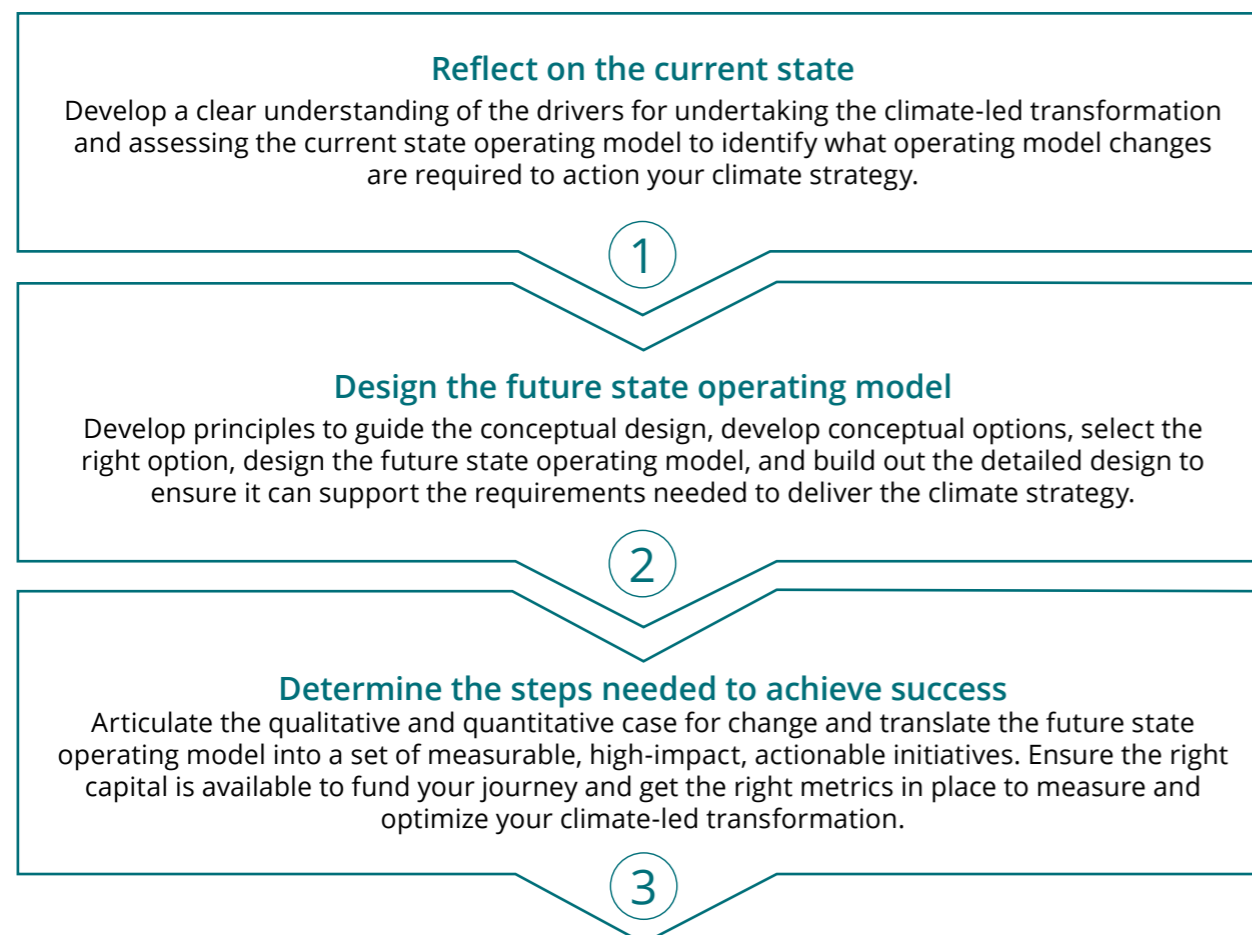 Reflect on the current state
Develop a clear understanding of the drivers for undertaking the climate-led transformation
and assessing the current state operating model to identify what operating model changes
are required to action your climate strategy.
1
Design the future state operating model
Develop principles to guide the conceptual design, develop conceptual options, select the
right option, design the future state operating model, and build out the detailed design to
ensure it can support the requirements needed to deliver the climate strategy.
2
Determine the steps needed to achieve success
Articulate the qualitative and quantitative case for change and translate the future state
operating model into a set of measurable, high-impact, actionable initiatives. Ensure the right
capital is available to fund your journey and get the right metrics in place to measure and
optimize your climate-led transformation.
3